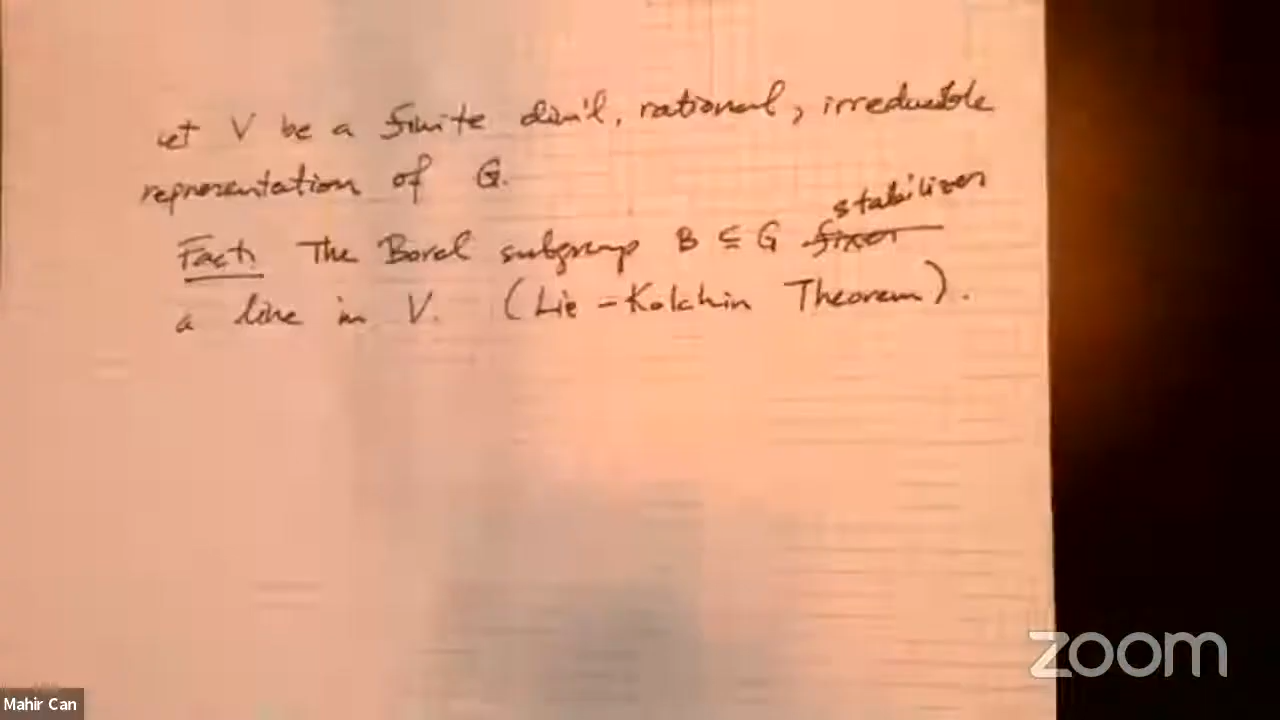 Let V be a finite dim'l, rational, irreducible
representation of G.
stabilizes
Fact: The Borel subgroup B ⊆ G fixes
a line in V. (Lie-Kolchin Theorem).
zoom
Mahir Can